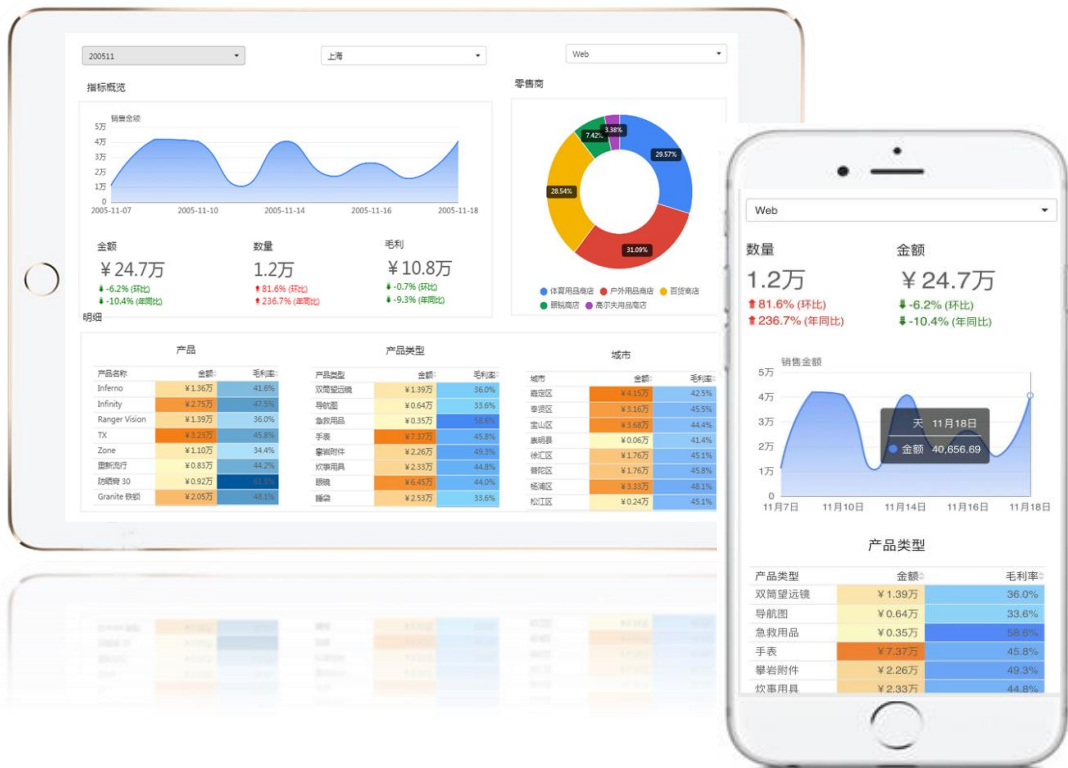 200511
上海
Web
指标概览
零售商
销售金额
5万
4万
3万
2万
1万
0
2005-11-07 2005-11-10 2005-11-14 2005-11-16 2005-11-18
3.38%
7.42%
29.57%
28.54%
31.09%
体育用品商店 户外用品商店 百货商店
眼镜商店 高尔夫用品商店
金额 数量 毛利
￥24.7万 1.2万 ￥10.8万
-6.2% (环比) 81.6% (环比) -0.7% (环比)
-10.4% (年同比) 236.7% (年同比) -9.3% (年同比)
明细
产品
产品名称 金额 毛利率
Inferno ￥1.36万 41.6%
Infinity ￥2.75万 47.5%
Ranger Vision ￥1.39万 36.0%
TX ￥3.23万 45.8%
Zone ￥1.10万 34.4%
重新流行 ￥0.83万 44.2%
防晒霜 30 ￥0.92万
Granite 铁锁 ￥2.05万 48.1%
产品类型
产品类型 金额 毛利率
双筒望远镜 ￥1.39万 36.0%
导航图 ￥0.64万 33.6%
急救用品 ￥0.35万 58.6%
手表 ￥7.37万 45.8%
攀岩附件 ￥2.26万 49.3%
炊事用具 ￥2.33万 44.8%
眼镜 ￥6.45万 44.0%
睡袋 ￥2.53万 33.6%
城市
城市 金额 毛利率
嘉定区 ￥4.15万 42.5%
奉贤区 ￥3.16万 45.5%
宝山区 ￥3.68万 44.4%
崇明县 ￥0.06万 41.4%
徐汇区 ￥1.76万 45.1%
普陀区 ￥1.76万 45.8%
杨浦区 ￥3.33万 48.1%
松江区 ￥0.24万 45.1%
Web
数量 金额
1.2万 ￥24.7万
81.6% (环比) -6.2% (环比)
236.7% (年同比) -10.4% (年同比)
销售金额
5万
4万
3万
2万
1万
0
天 11月18日
金额 40,656.69
11月7日 11月10日 11月14日 11月16日 11月18日
产品类型
产品类型 金额 毛利率
双筒望远镜 ￥1.39万 36.0%
导航图 ￥0.64万 33.6%
急救用品 ￥0.35万 58.6%
手表 ￥7.37万 45.8%
攀岩附件 ￥2.26万 49.3%
炊事用具 ￥2.33万 44.8%